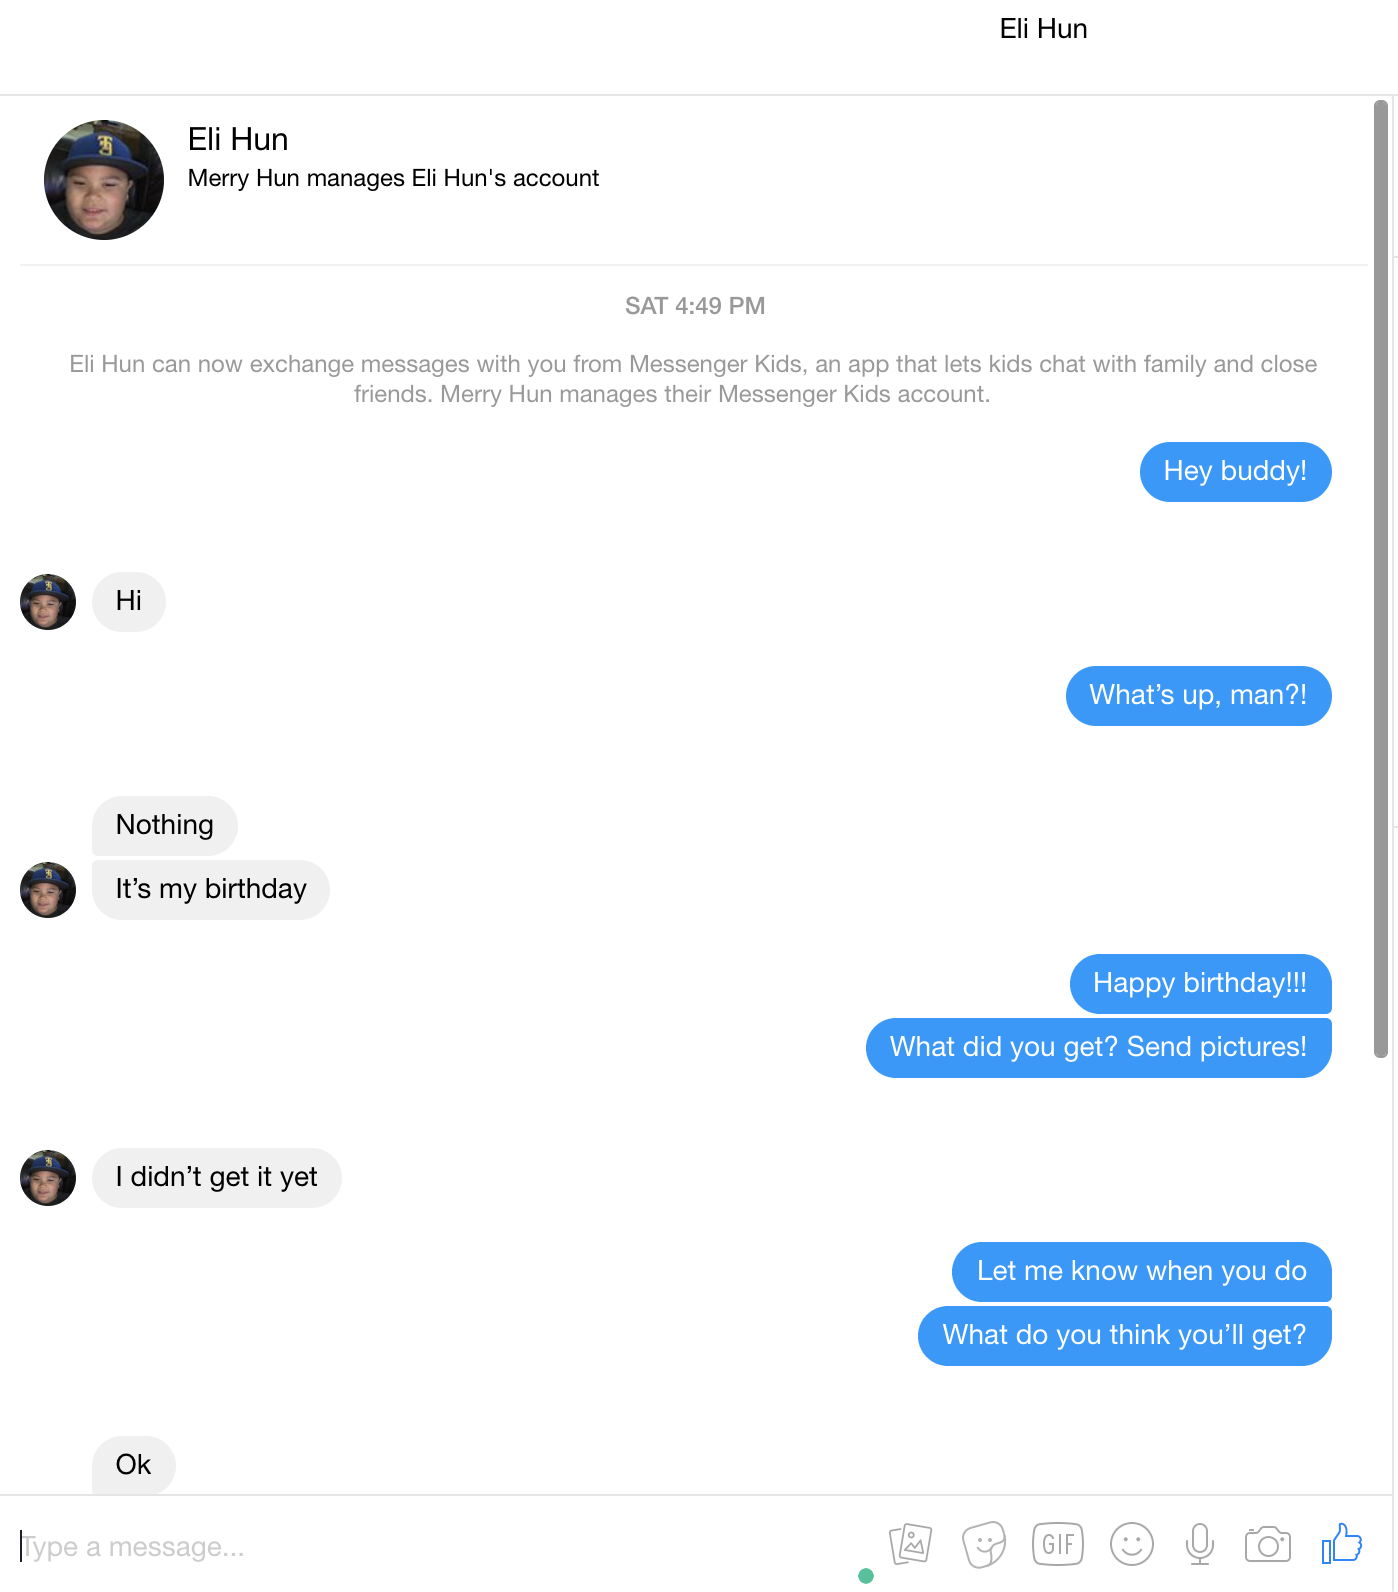 Eli Hun
Eli Hun
Merry Hun manages Eli Hun's account
SAT 4:49 PM
Eli Hun can now exchange messages with you from Messenger Kids, an app that lets kids chat with family and close
friends. Merry Hun manages their Messenger Kids account.
Hey buddy!
Hi
What’s up, man?!
Nothing
It’s my birthday
Happy birthday!!!
What did you get? Send pictures!
I didn’t get it yet
Let me know when you do
What do you think you’ll get?
Ok
Type a message...
GIF